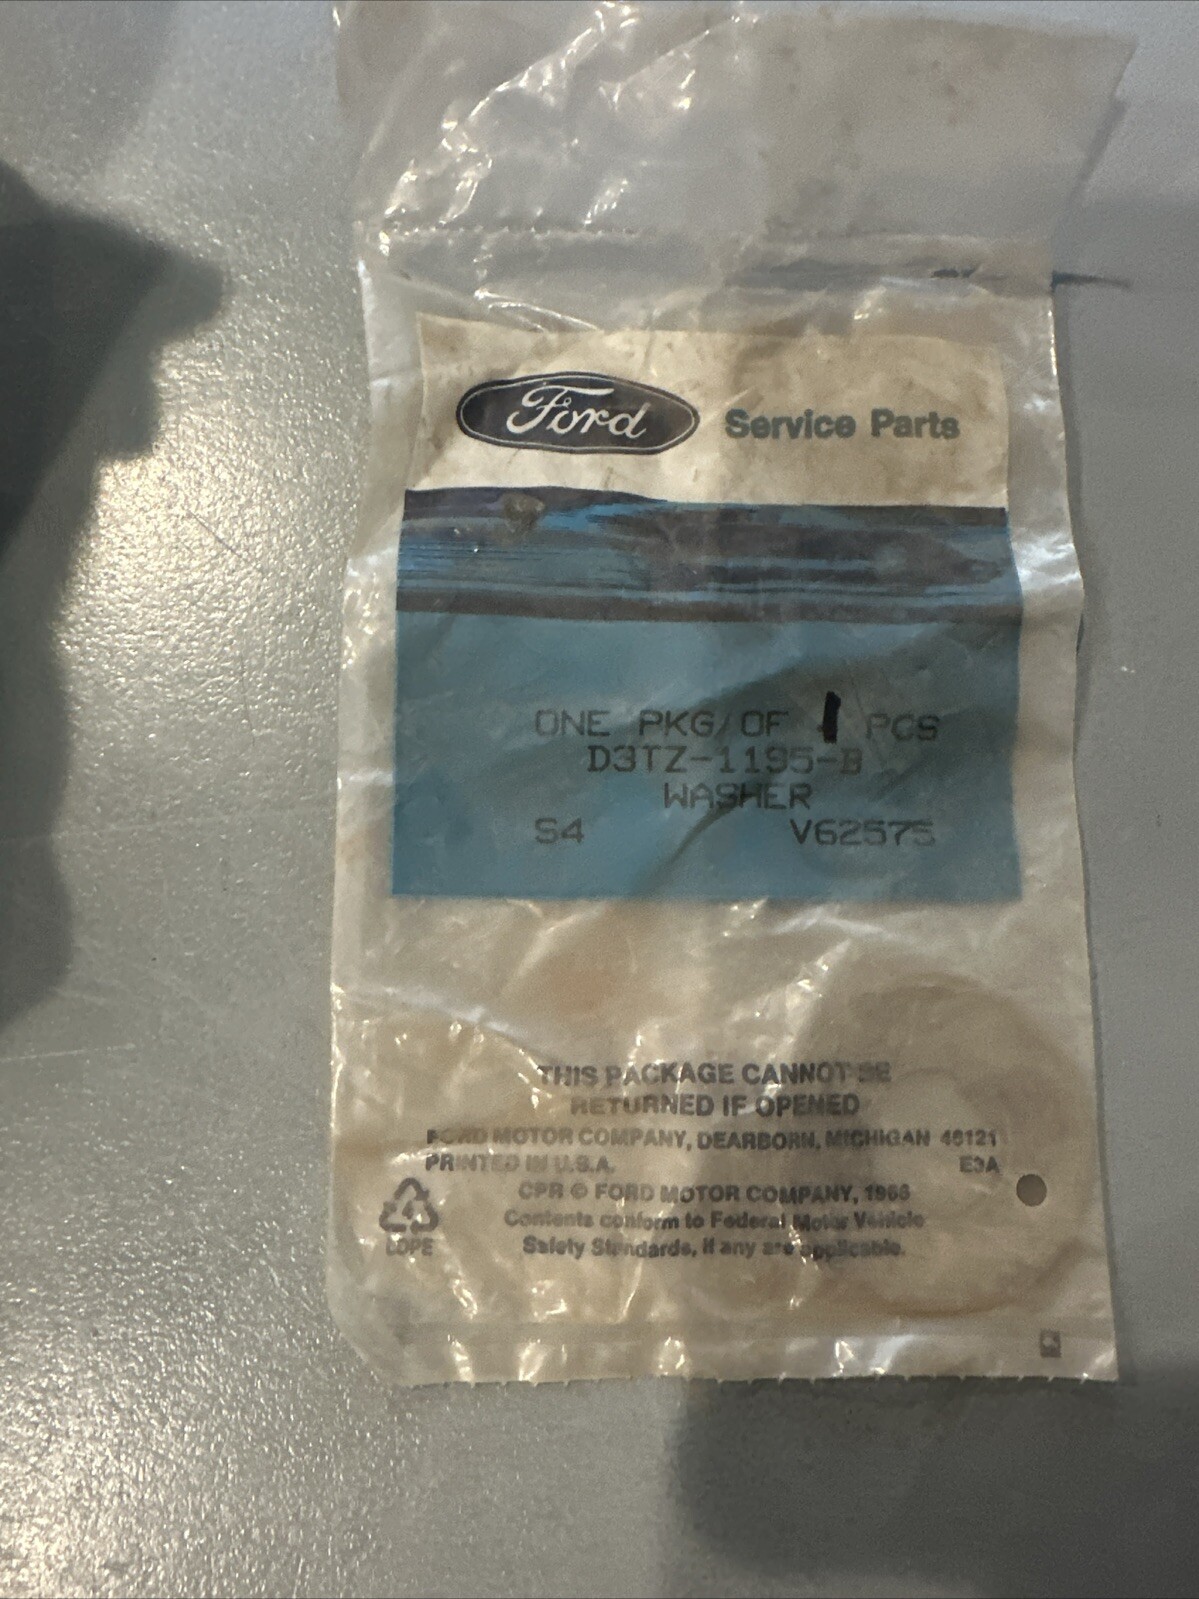 Ford Service Parts
ONE PKG/OF 1 PCS
D3TZ-1195-B
WASHER
S4 V62575
THIS PACKAGE CANNOT BE
RETURNED IF OPENED
FORD MOTOR COMPANY, DEARBORN, MICHIGAN 48121
PRINTED IN U.S.A. E3A
CPR © FORD MOTOR COMPANY, 1966
Contents conform to Federal Motor Vehicle
LDPE Safety Standards, if any are applicable.